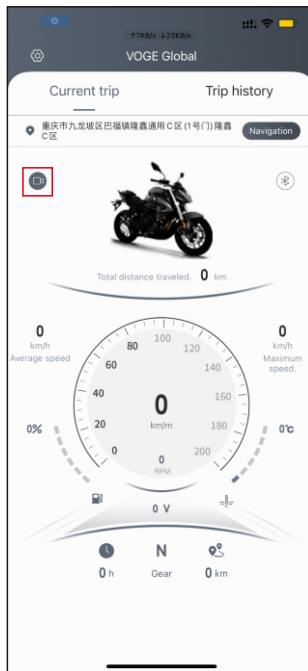 ↑7KB/s ↓23KB/s
VOGE Global
Current trip
Trip history
重庆市九龙坡区巴福镇隆鑫通用C区(1号门)隆鑫
C区
Navigation
Total distance traveled. 0 km
0
km/h
Average speed
0
km/h
Maximum
speed.
0
20
40
60
80
100
120
140
160
180
200
0
km/m
0
RPM
0%
0℃
0 V
N
0 h
Gear
0 km